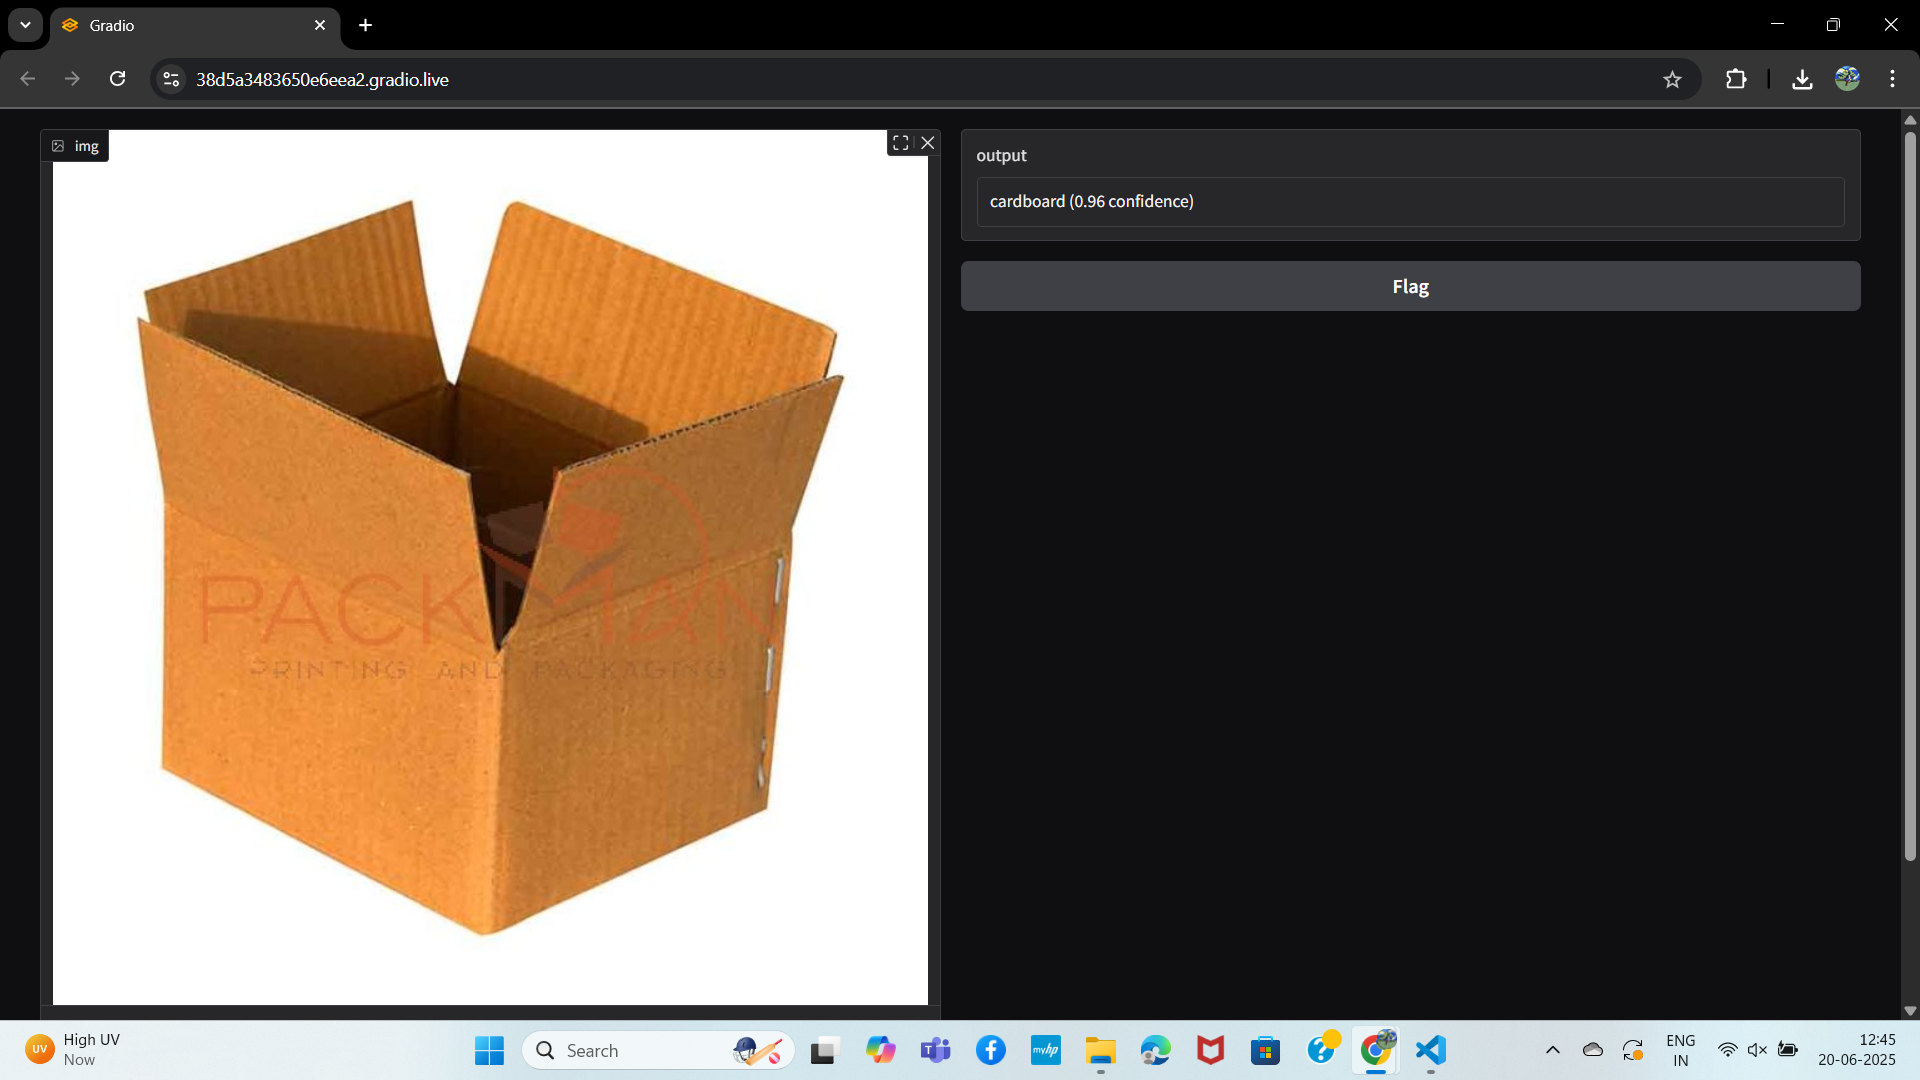 Gradio
38d5a3483650e6eea2.gradio.live
img
output
cardboard (0.96 confidence)
Flag
PACKMAN
PRINTING AND PACKAGING
UV
High UV
Now
Search
T
myhp
ENG
IN
12:45
20-06-2025